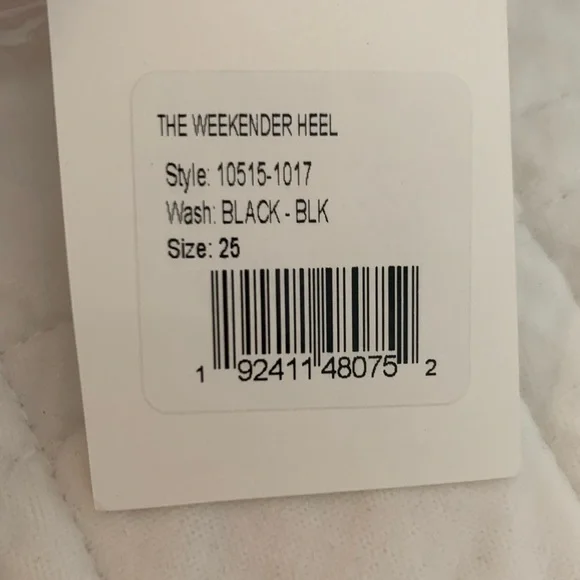 THE WEEKENDER HEEL
Style: 10515-1017
Wash: BLACK - BLK
Size: 25
1 92411 48075 2